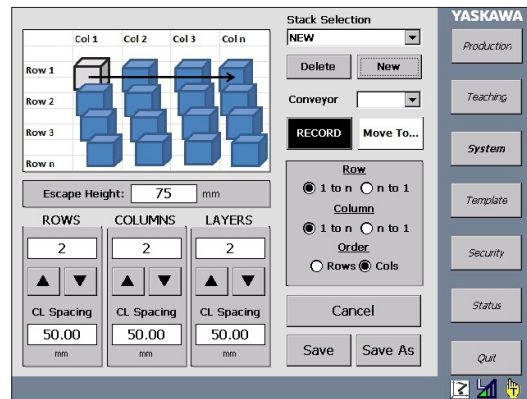 Stack Selection
YASKAWA
Col 1 Col 2 Col 3 Col n
NEW
Production
Row 1
Delete New
Row 2
Conveyor
Teaching
Row 3
RECORD Move To...
Row n
System
Row
Escape Height: 75 mm
1 to n n to 1
Template
Column
ROWS COLUMNS LAYERS
1 to n n to 1
2 2 2
Order
Security
Rows Cols
CL Spacing CL Spacing CL Spacing
Cancel
Status
50.00 50.00 50.00
mm mm mm
Save Save As
Quit